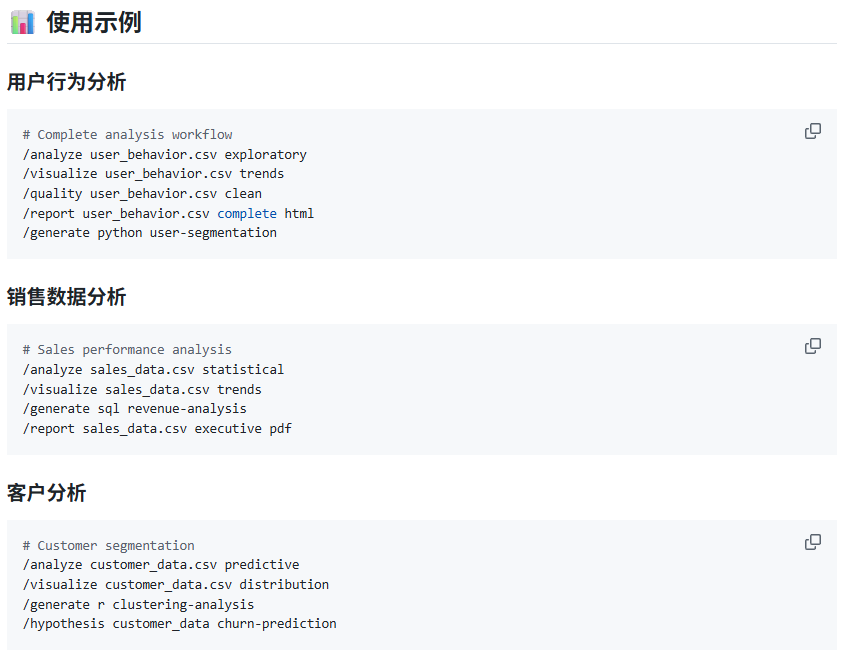 📊 使用示例
用户行为分析
# Complete analysis workflow
/analyze user_behavior.csv exploratory
/visualize user_behavior.csv trends
/quality user_behavior.csv clean
/report user_behavior.csv complete html
/generate python user-segmentation
销售数据分析
# Sales performance analysis
/analyze sales_data.csv statistical
/visualize sales_data.csv trends
/generate sql revenue-analysis
/report sales_data.csv executive pdf
客户分析
# Customer segmentation
/analyze customer_data.csv predictive
/visualize customer_data.csv distribution
/generate r clustering-analysis
/hypothesis customer_data churn-prediction